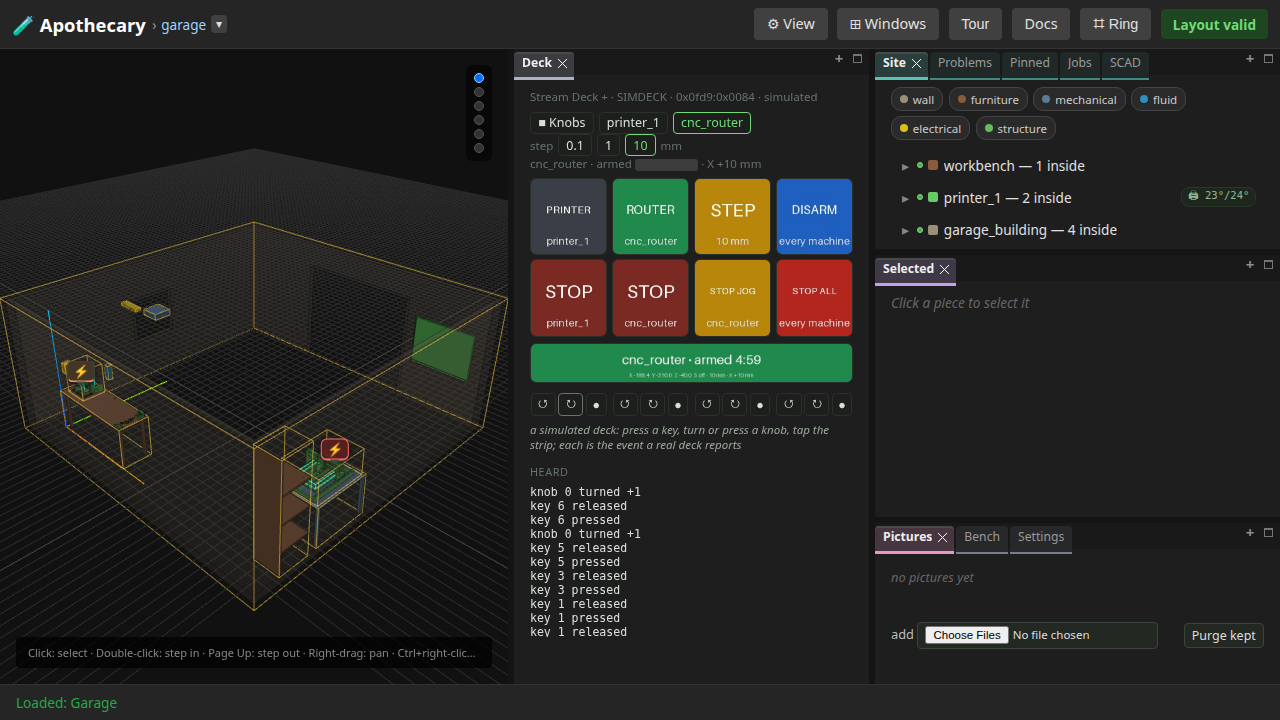 Apothecary › garage ▾
⚙ View
⊞ Windows
Tour
Docs
⌗ Ring
Layout valid
Click: select · Double-click: step in · Page Up: step out · Right-drag: pan · Ctrl+right-clic…
Deck
Stream Deck + · SIMDECK · 0x0fd9:0x0084 · simulated
■ Knobs printer_1 cnc_router
step 0.1 1 10 mm
cnc_router · armed · X +10 mm
PRINTER
printer_1
ROUTER
cnc_router
STEP
10 mm
DISARM
every machine
STOP
printer_1
STOP
cnc_router
STOP JOG
cnc_router
STOP ALL
every machine
cnc_router · armed 4:59
a simulated deck: press a key, turn or press a knob, tap the
strip; each is the event a real deck reports
HEARD
knob 0 turned +1
key 6 released
key 6 pressed
knob 0 turned +1
key 5 released
key 5 pressed
key 3 released
key 3 pressed
key 1 released
key 1 pressed
key 1 released
Site Problems Pinned Jobs SCAD
wall furniture mechanical fluid
electrical structure
workbench — 1 inside
printer_1 — 2 inside 23°/24°
garage_building — 4 inside
Selected
Click a piece to select it
Pictures Bench Settings
no pictures yet
add Choose Files No file chosen Purge kept
Loaded: Garage